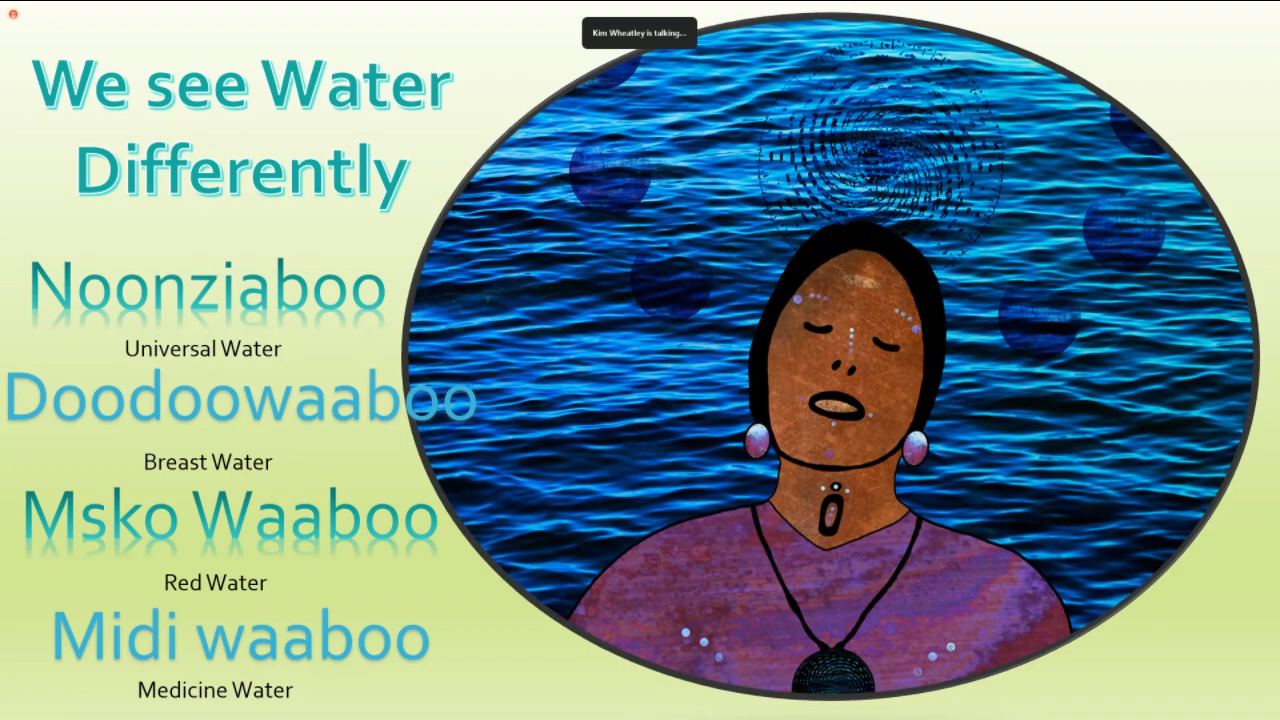 Kim Wheatley is talking...
We see Water
Differently
Noonziaboo
Universal Water
Doodoowaaboo
Breast Water
Msko Waaboo
Red Water
Midi waaboo
Medicine Water